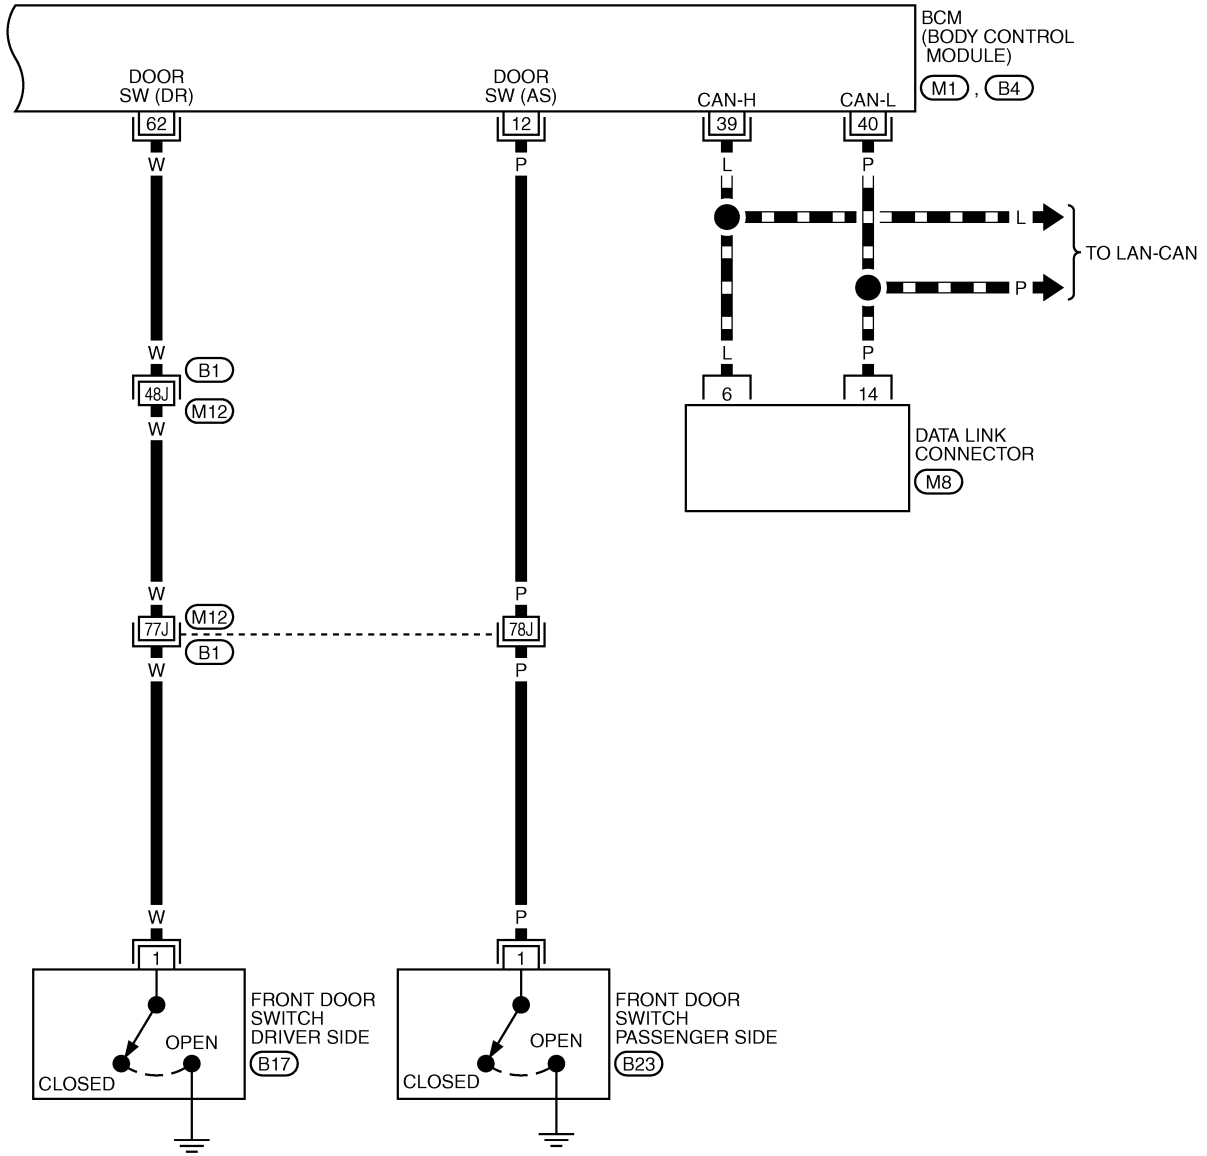 BCM
(BODY CONTROL
MODULE)
M1 , B4
DOOR
SW (DR)
DOOR
SW (AS)
CAN-H
CAN-L
62
12
39
40
W
P
L
P
L
TO LAN-CAN
P
W
L
P
B1
48J
6
14
M12
W
DATA LINK
CONNECTOR
M8
W
P
M12
77J
78J
B1
W
P
W
P
1
1
FRONT DOOR
SWITCH
DRIVER SIDE
B17
OPEN
CLOSED
FRONT DOOR
SWITCH
PASSENGER SIDE
B23
OPEN
CLOSED